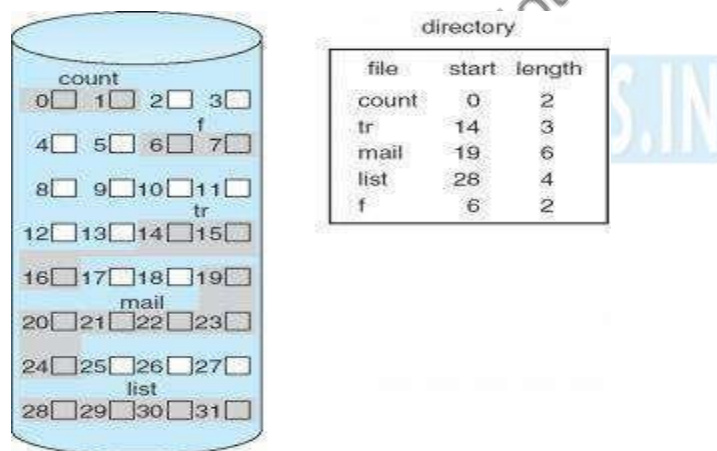 directory
file start length
count 0 2
tr 14 3
mail 19 6
list 28 4
f 6 2
count
0 1 2 3
f
4 5 6 7
8 9 10 11
tr
12 13 14 15
16 17 18 19
mail
20 21 22 23
24 25 26 27
list
28 29 30 31
S.IN